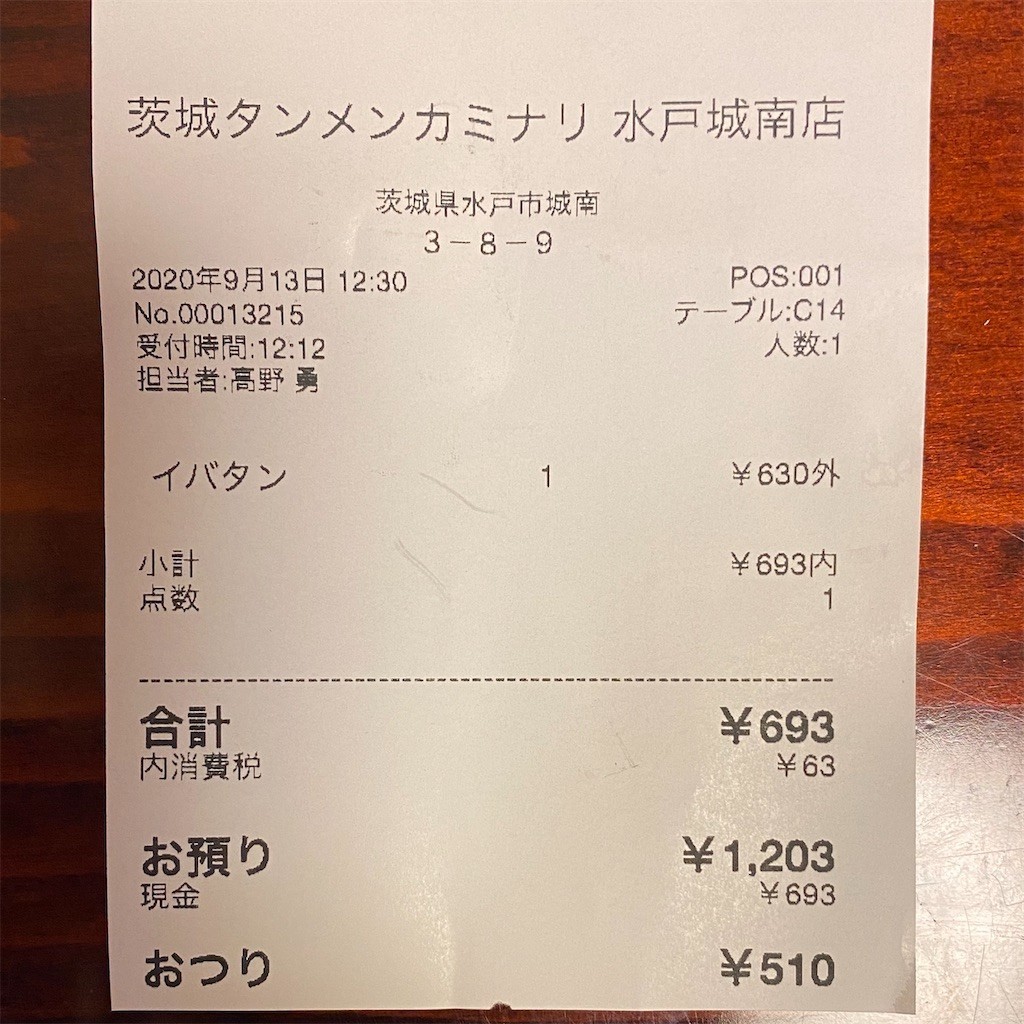 茨城タンメンカミナリ 水戸城南店
茨城県水戸市城南
3－8－9
2020年9月13日 12:30 POS:001
No.00013215 テーブル:C14
受付時間:12:12 人数:1
担当者:高野 勇
イバタン 1 ¥630外
小計 ¥693内
点数 1
合計 ¥693
内消費税 ¥63
お預り ¥1,203
現金 ¥693
おつり ¥510